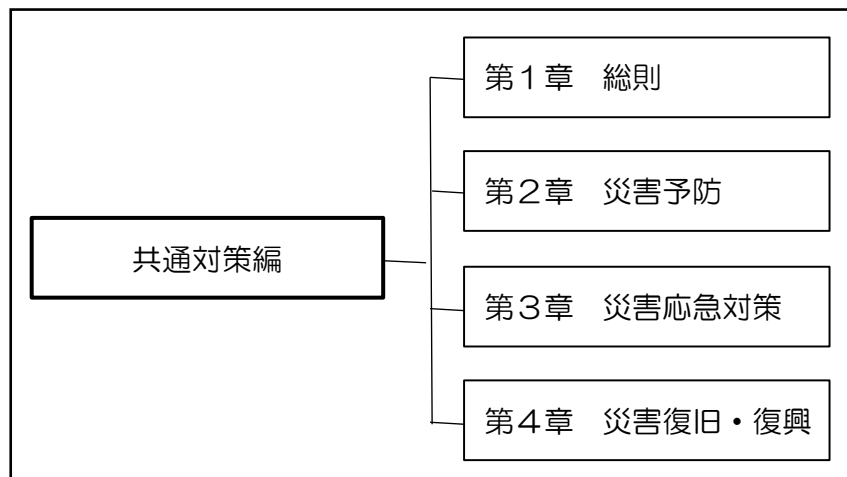 共通対策編
第１章　総則
第２章　災害予防
第３章　災害応急対策
第４章　災害復旧・復興